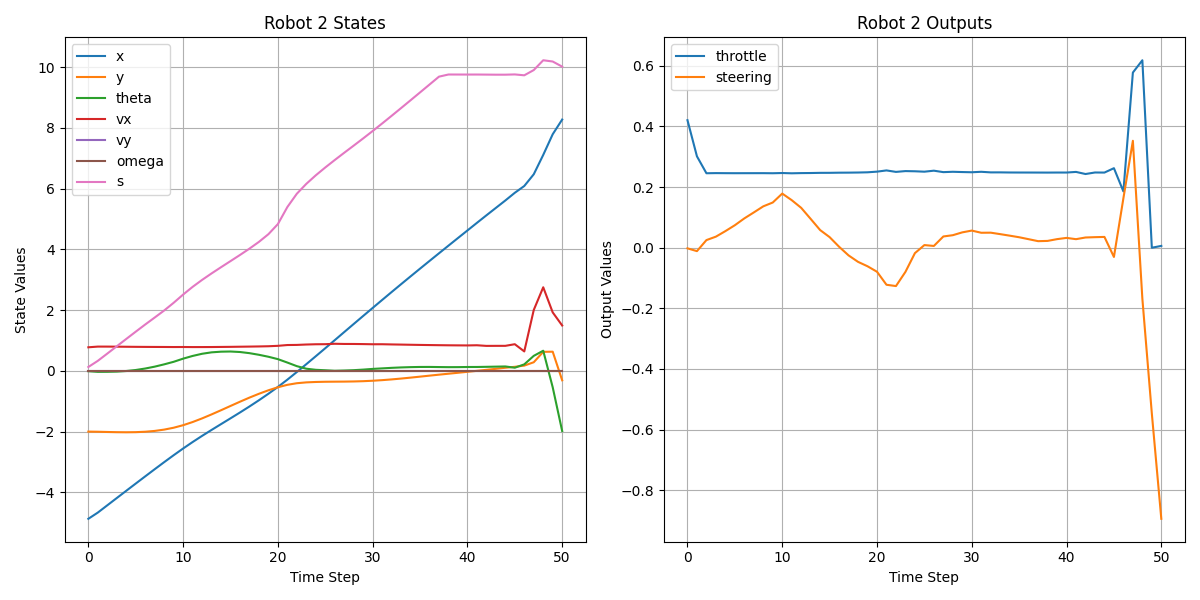 Robot 2 States
x
y
theta
vx
vy
omega
s
State Values
10
8
6
4
2
0
−2
−4
0 10 20 30 40 50
Time Step
Robot 2 Outputs
throttle
steering
Output Values
0.6
0.4
0.2
0.0
−0.2
−0.4
−0.6
−0.8
0 10 20 30 40 50
Time Step